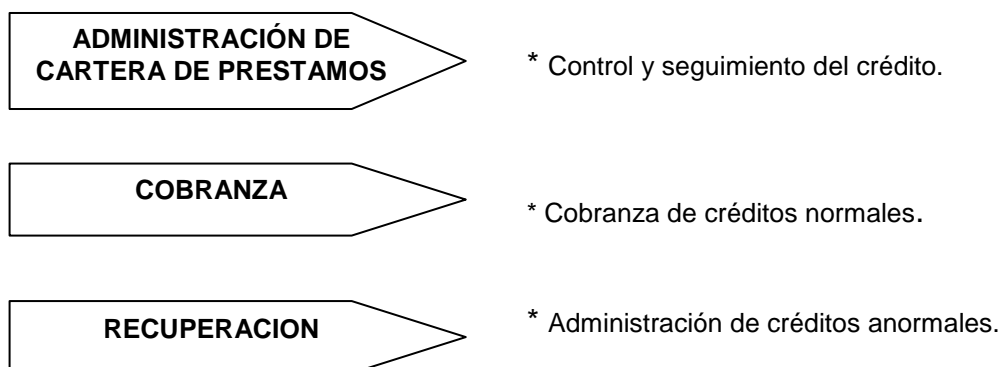 ADMINISTRACIÓN DE
CARTERA DE PRESTAMOS
* Control y seguimiento del crédito.
COBRANZA
* Cobranza de créditos normales.
RECUPERACION
* Administración de créditos anormales.